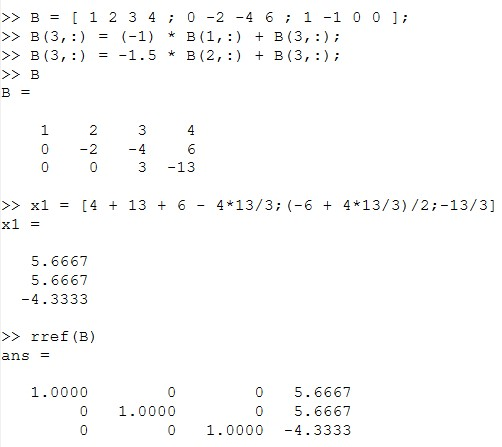 >> B = [ 1 2 3 4 ; 0 -2 -4 6 ; 1 -1 0 0 ];
>> B(3,:) = (-1) * B(1,:) + B(3,:);
>> B(3,:) = -1.5 * B(2,:) + B(3,:);
>> B
B =
1 2 3 4
0 -2 -4 6
0 0 3 -13
>> x1 = [4 + 13 + 6 - 4*13/3;(-6 + 4*13/3)/2;-13/3]
x1 =
5.6667
5.6667
-4.3333
>> rref(B)
ans =
1.0000 0 0 5.6667
0 1.0000 0 5.6667
0 0 1.0000 -4.3333